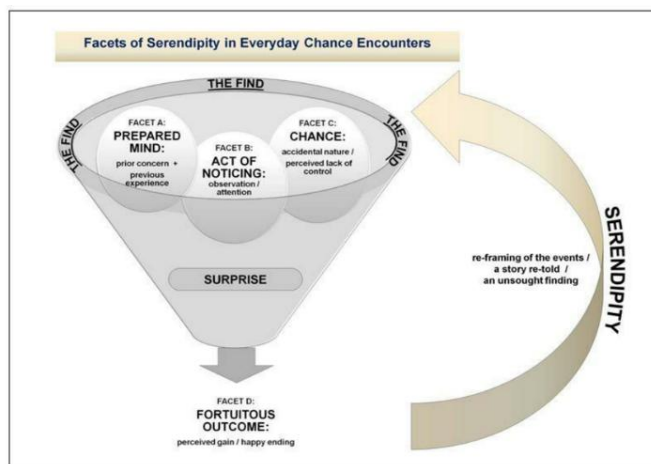 Facets of Serendipity in Everyday Chance Encounters
THE FIND
THE FIND
THE FIND
FACET A:
PREPARED
MIND:
prior concern +
previous
experience
FACET B:
ACT OF
NOTICING:
observation /
attention
FACET C:
CHANCE:
accidental nature /
perceived lack of
control
SURPRISE
FACET D:
FORTUITOUS
OUTCOME:
perceived gain / happy ending
re-framing of the events /
a story re-told /
an unsought finding
SERENDIPITY